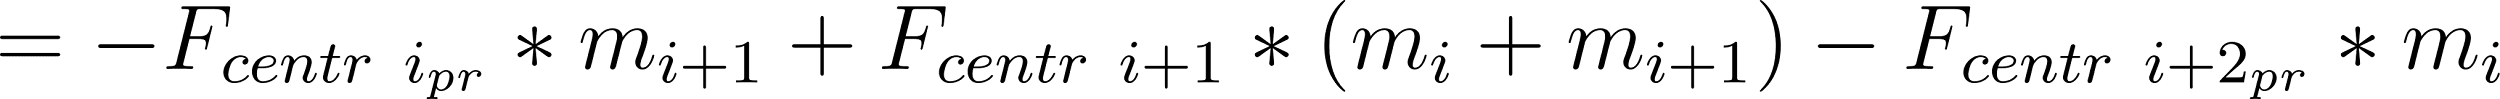 = −F_{centr i_{pr}} * m_{i+1} + F_{centr i+1} * (m_i + m_{i+1}) − F_{centr i+2_{pr}} * m_i